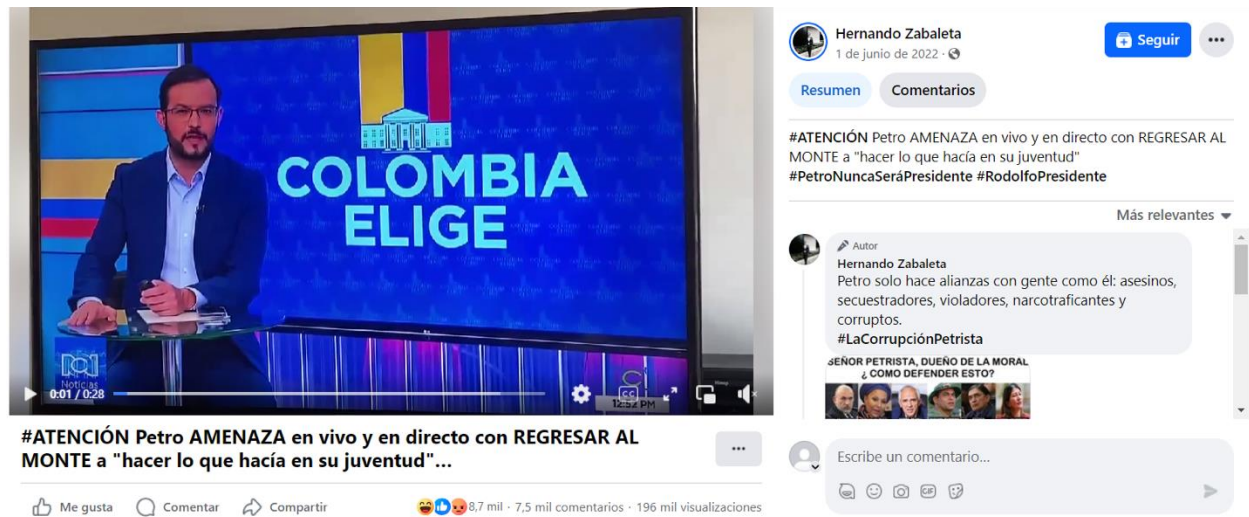 COLOMBIA
ELIGE
Noticias
0:01 / 0:28
CC
12:52 PM
#ATENCIÓN Petro AMENAZA en vivo y en directo con REGRESAR AL
MONTE a "hacer lo que hacía en su juventud"...
Me gusta
Comentar
Compartir
8,7 mil · 7,5 mil comentarios · 196 mil visualizaciones
Hernando Zabaleta
1 de junio de 2022
Seguir
Resumen
Comentarios
#ATENCIÓN Petro AMENAZA en vivo y en directo con REGRESAR AL
MONTE a "hacer lo que hacía en su juventud"
#PetroNuncaSeráPresidente #RodolfoPresidente
Más relevantes
Autor
Hernando Zabaleta
Petro solo hace alianzas con gente como él: asesinos,
secuestradores, violadores, narcotraficantes y
corruptos.
#LaCorrupciónPetrista
SEÑOR PETRISTA, DUEÑO DE LA MORAL
¿ COMO DEFENDER ESTO?
Escribe un comentario...
GIF